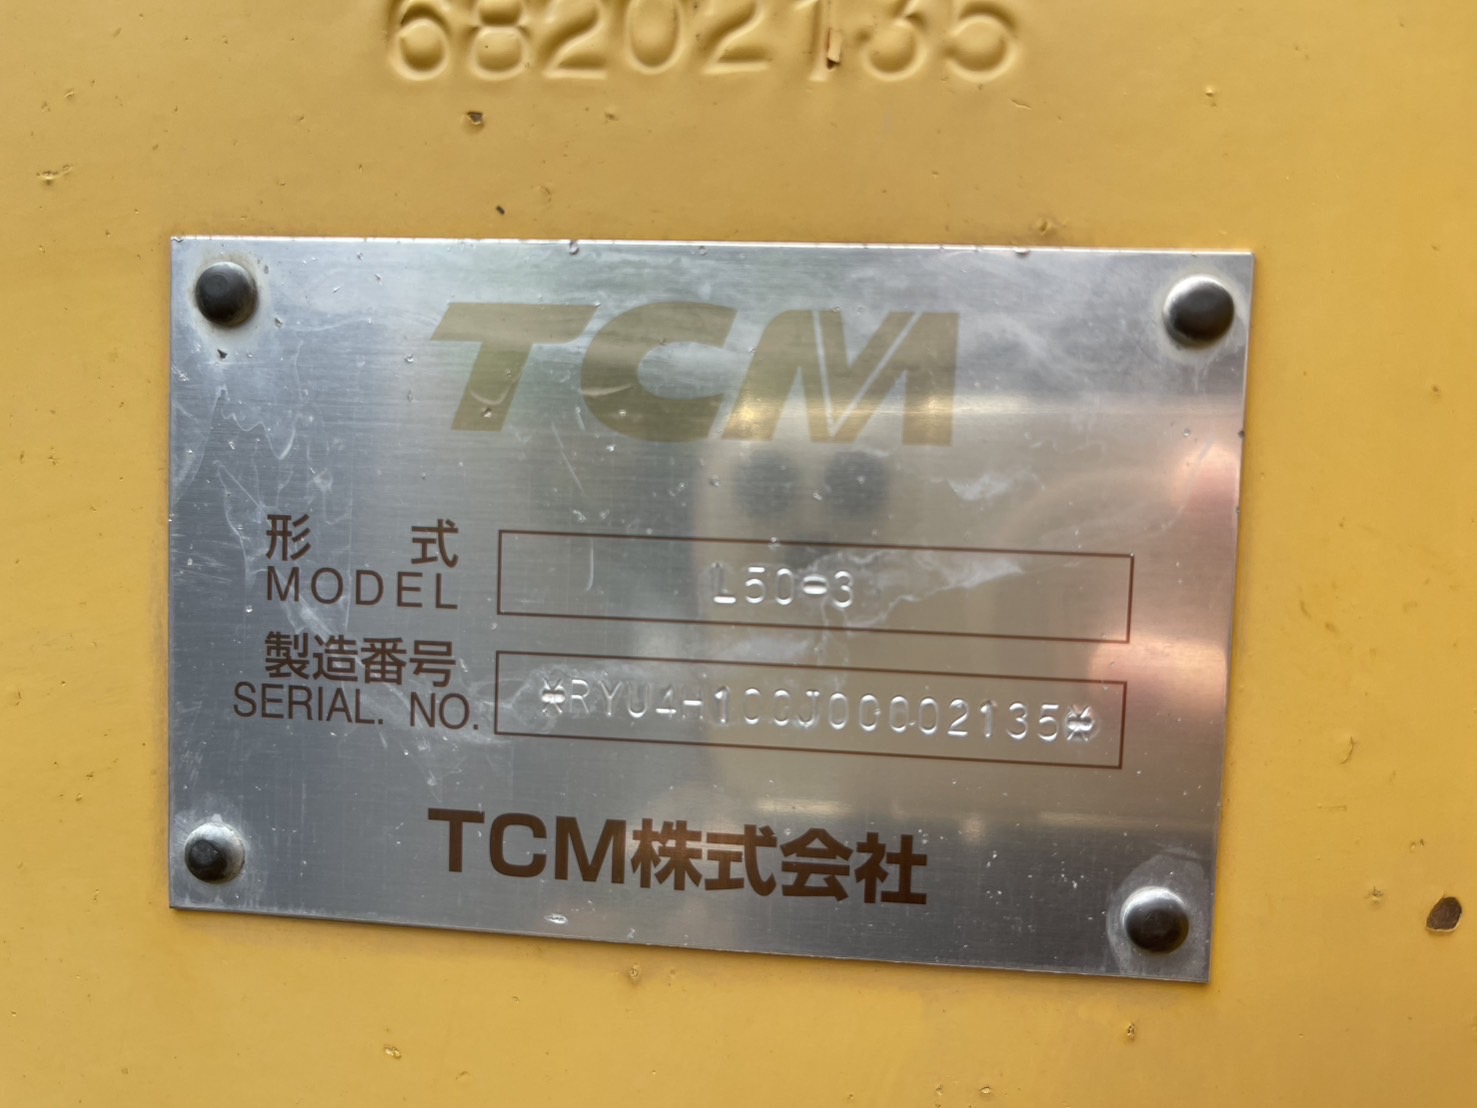 68202135
TCM
形 式
MODEL
L50-3
製造番号
SERIAL. NO.
*RYU4H100J00002135*
TCM株式会社